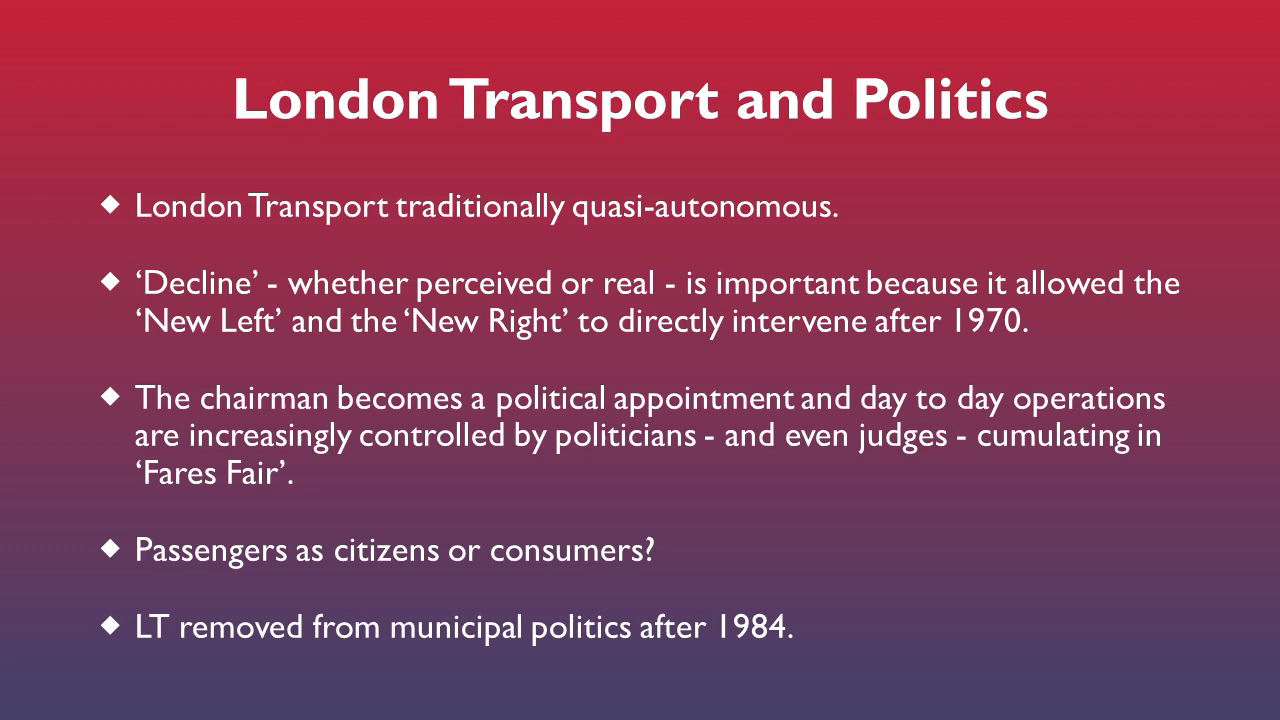 London Transport and Politics
◆ London Transport traditionally quasi-autonomous.
◆ ‘Decline’ - whether perceived or real - is important because it allowed the
‘New Left’ and the ‘New Right’ to directly intervene after 1970.
◆ The chairman becomes a political appointment and day to day operations
are increasingly controlled by politicians - and even judges - cumulating in
‘Fares Fair’.
◆ Passengers as citizens or consumers?
◆ LT removed from municipal politics after 1984.